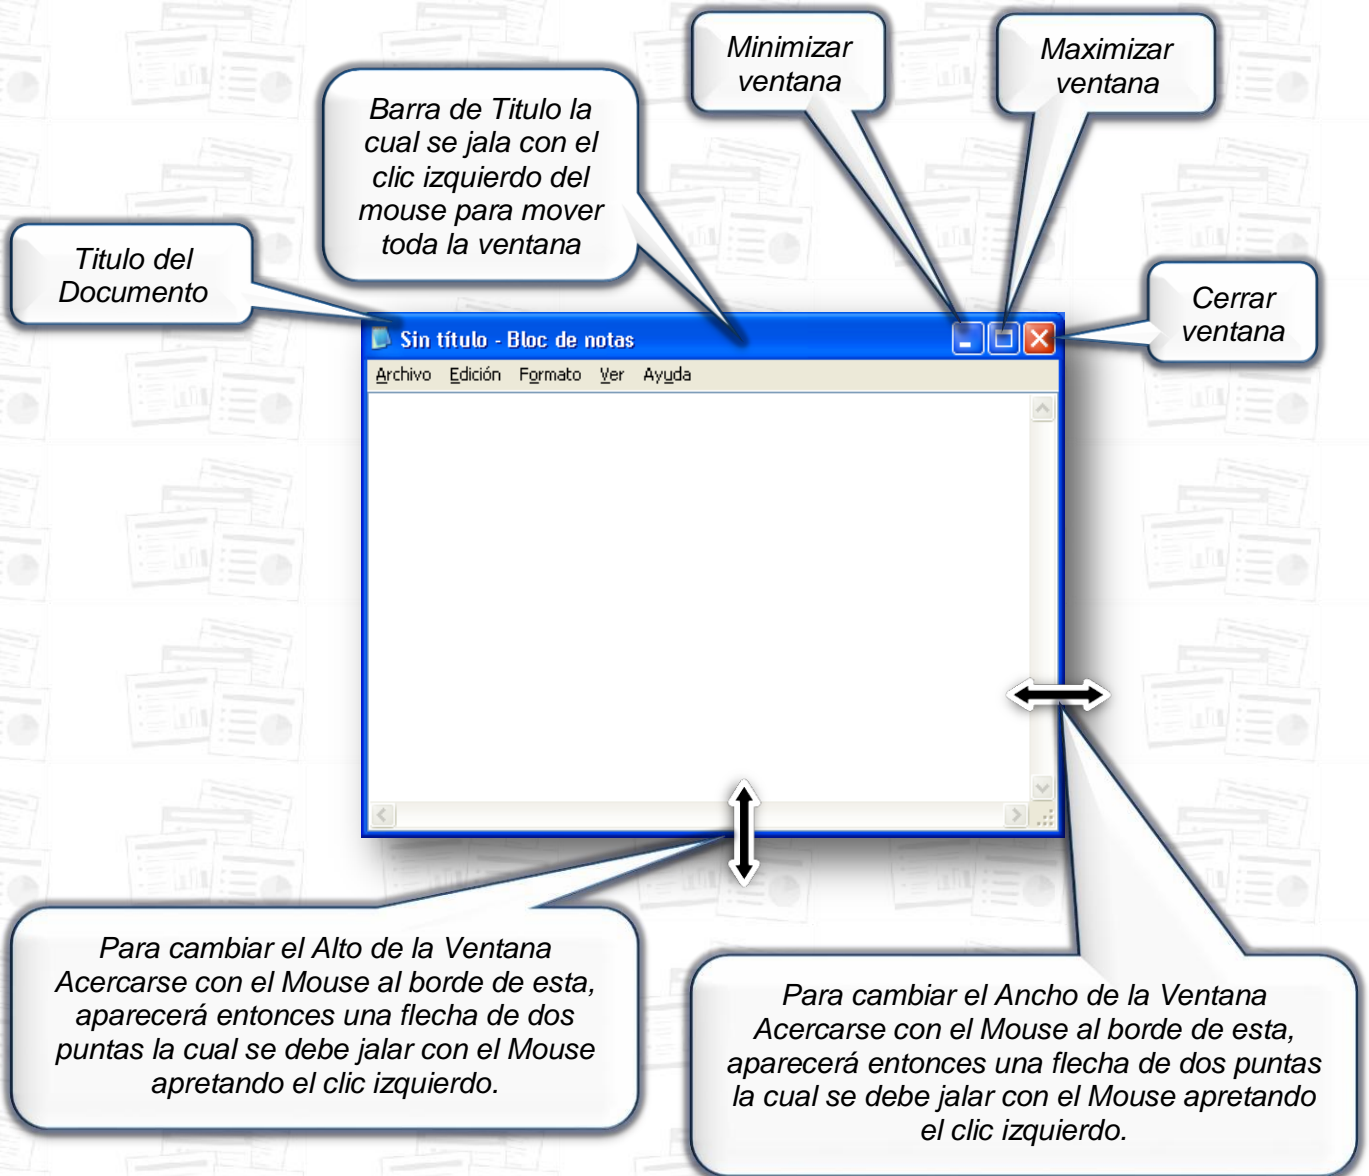 Minimizar
ventana
Maximizar
ventana
Barra de Titulo la
cual se jala con el
clic izquierdo del
mouse para mover
toda la ventana
Titulo del
Documento
Cerrar
ventana
Sin título - Bloc de notas
Archivo Edición Formato Ver Ayuda
Para cambiar el Alto de la Ventana
Acercarse con el Mouse al borde de esta,
aparecerá entonces una flecha de dos
puntas la cual se debe jalar con el Mouse
apretando el clic izquierdo.
Para cambiar el Ancho de la Ventana
Acercarse con el Mouse al borde de esta,
aparecerá entonces una flecha de dos puntas
la cual se debe jalar con el Mouse apretando
el clic izquierdo.